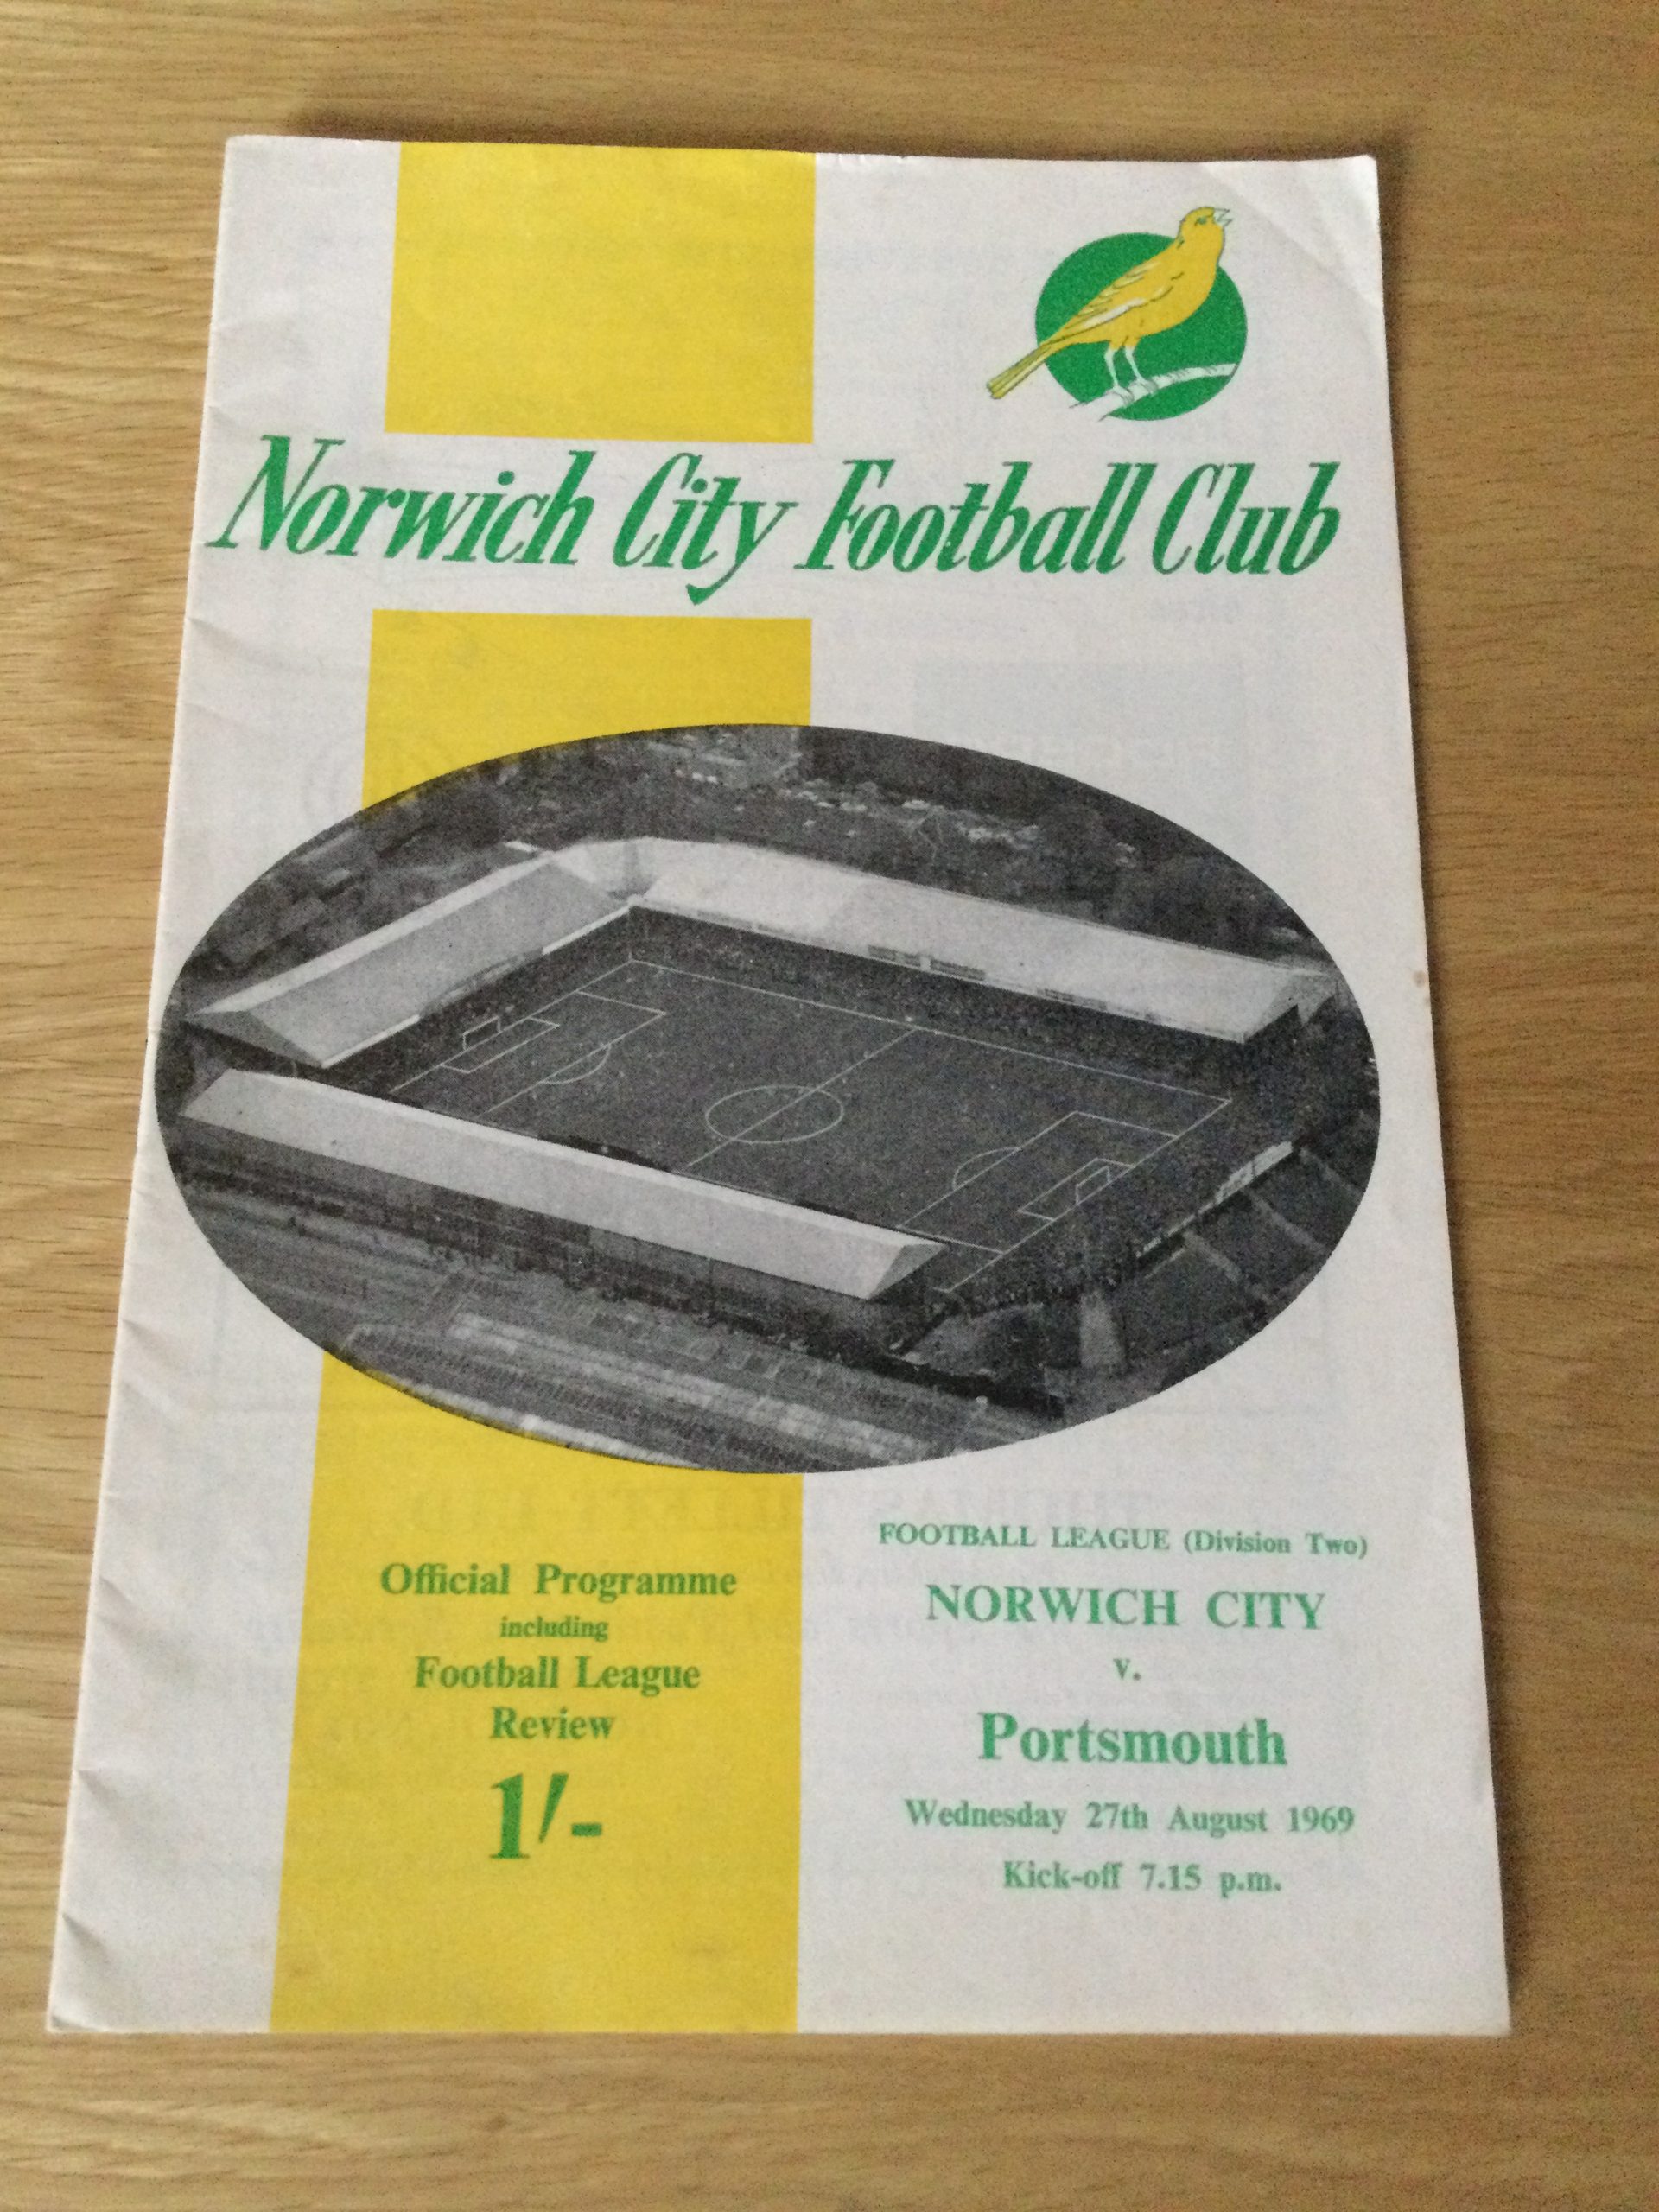 Norwich City Football Club
Official Programme
including
Football League
Review
1/-
FOOTBALL LEAGUE (Division Two)
NORWICH CITY
v.
Portsmouth
Wednesday 27th August 1969
Kick-off 7.15 p.m.